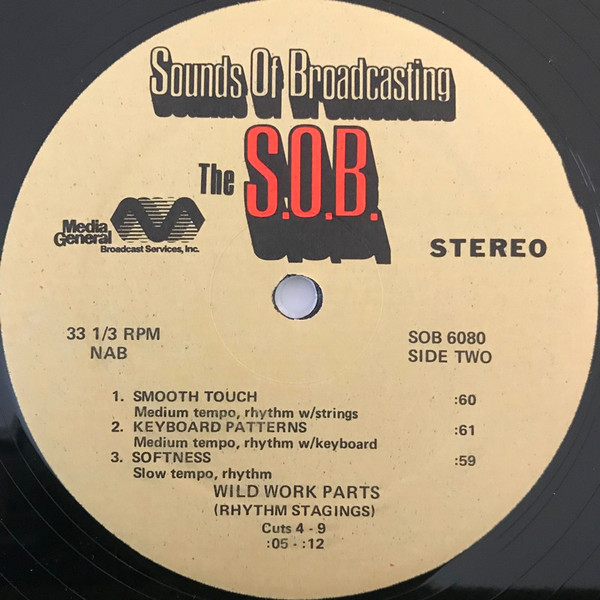 Sounds Of Broadcasting
The S.O.B.
Media
General
Broadcast Services, Inc.
STEREO
33 1/3 RPM
NAB
SOB 6080
SIDE TWO
1. SMOOTH TOUCH :60
Medium tempo, rhythm w/strings
2. KEYBOARD PATTERNS :61
Medium tempo, rhythm w/keyboard
3. SOFTNESS :59
Slow tempo, rhythm
WILD WORK PARTS
(RHYTHM STAGINGS)
Cuts 4 - 9
:05 - :12